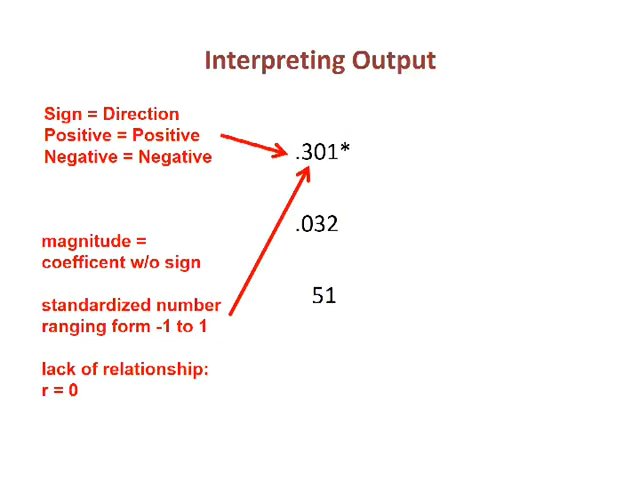 Interpreting Output
Sign = Direction
Positive = Positive
Negative = Negative
.301*
.032
magnitude =
coefficent w/o sign
51
standardized number
ranging form -1 to 1
lack of relationship:
r = 0